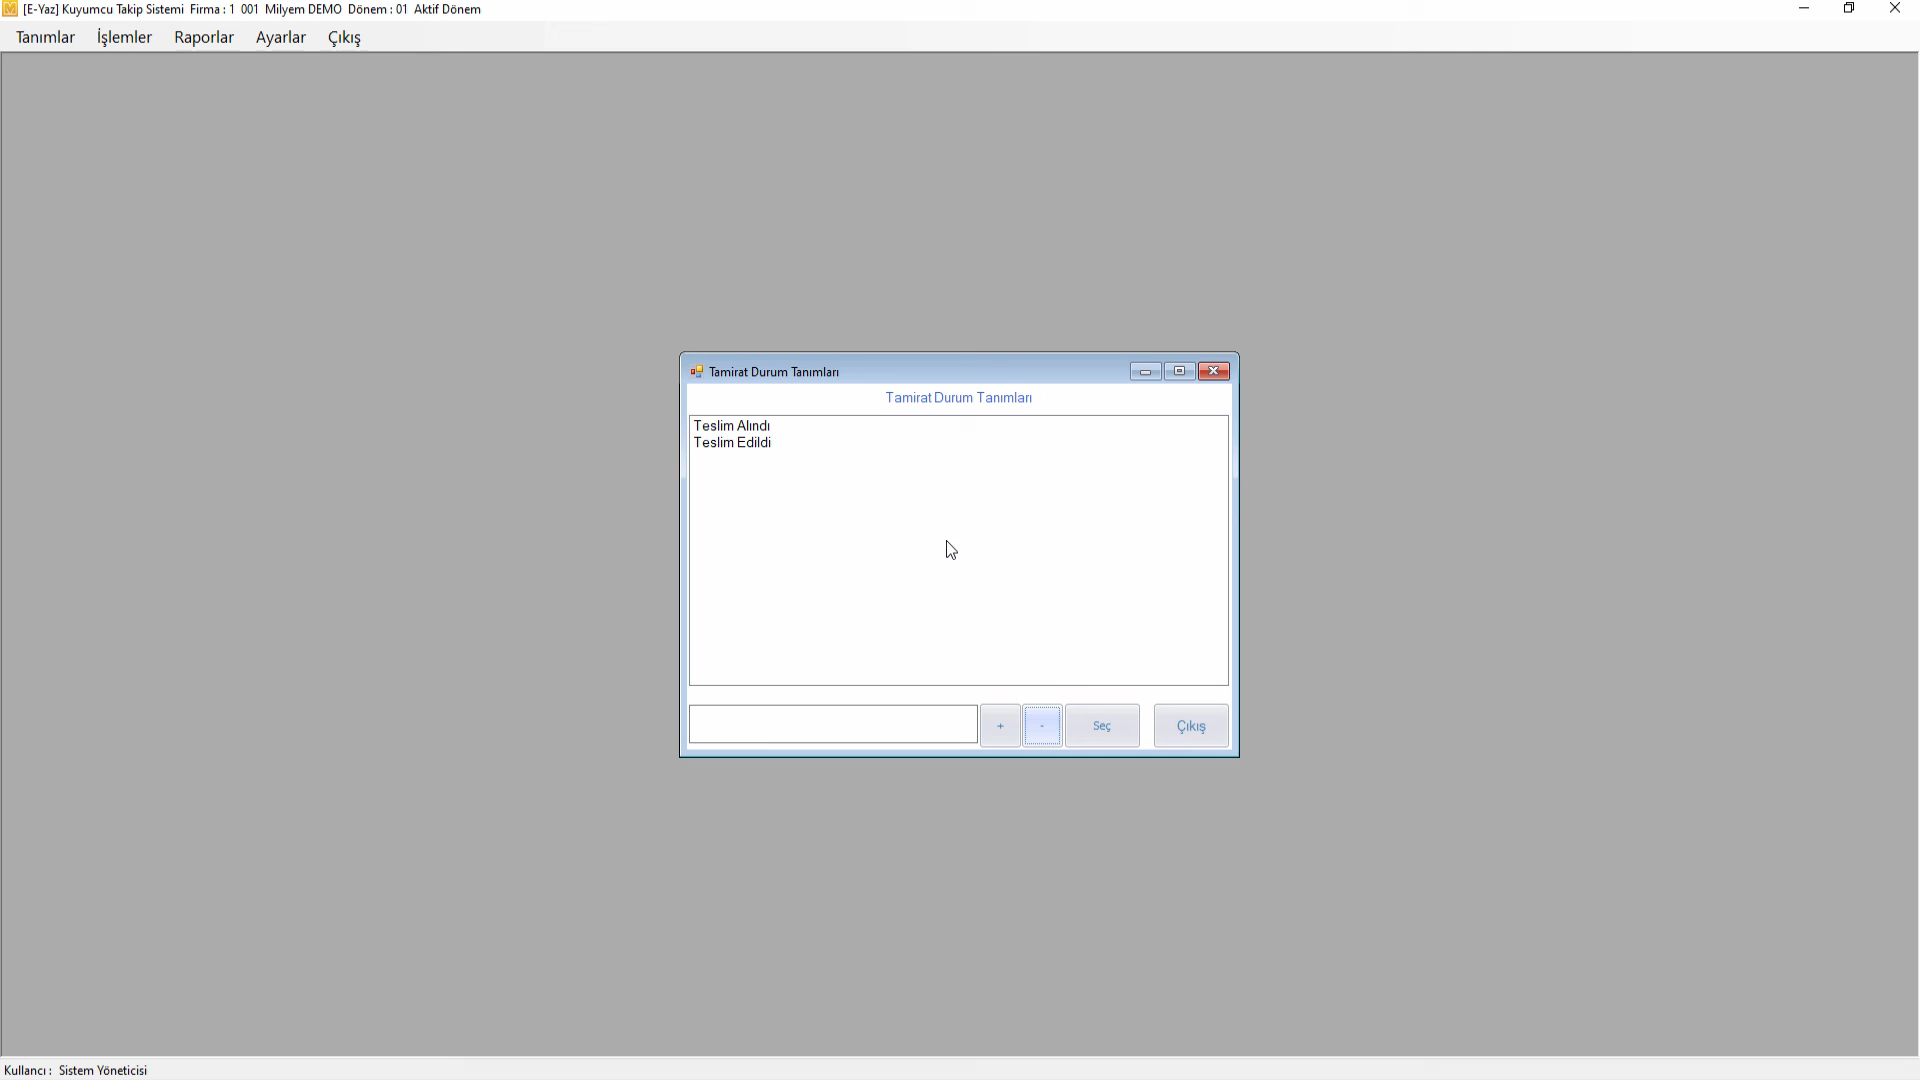 [E-Yaz] Kuyumcu Takip Sistemi Firma : 1 001 Milyem DEMO Dönem : 01 Aktif Dönem
Tanımlar İşlemler Raporlar Ayarlar Çıkış
Tamirat Durum Tanımları
Tamirat Durum Tanımları
Teslim Alındı
Teslim Edildi
+ - Seç Çıkış
Kullancı : Sistem Yöneticisi